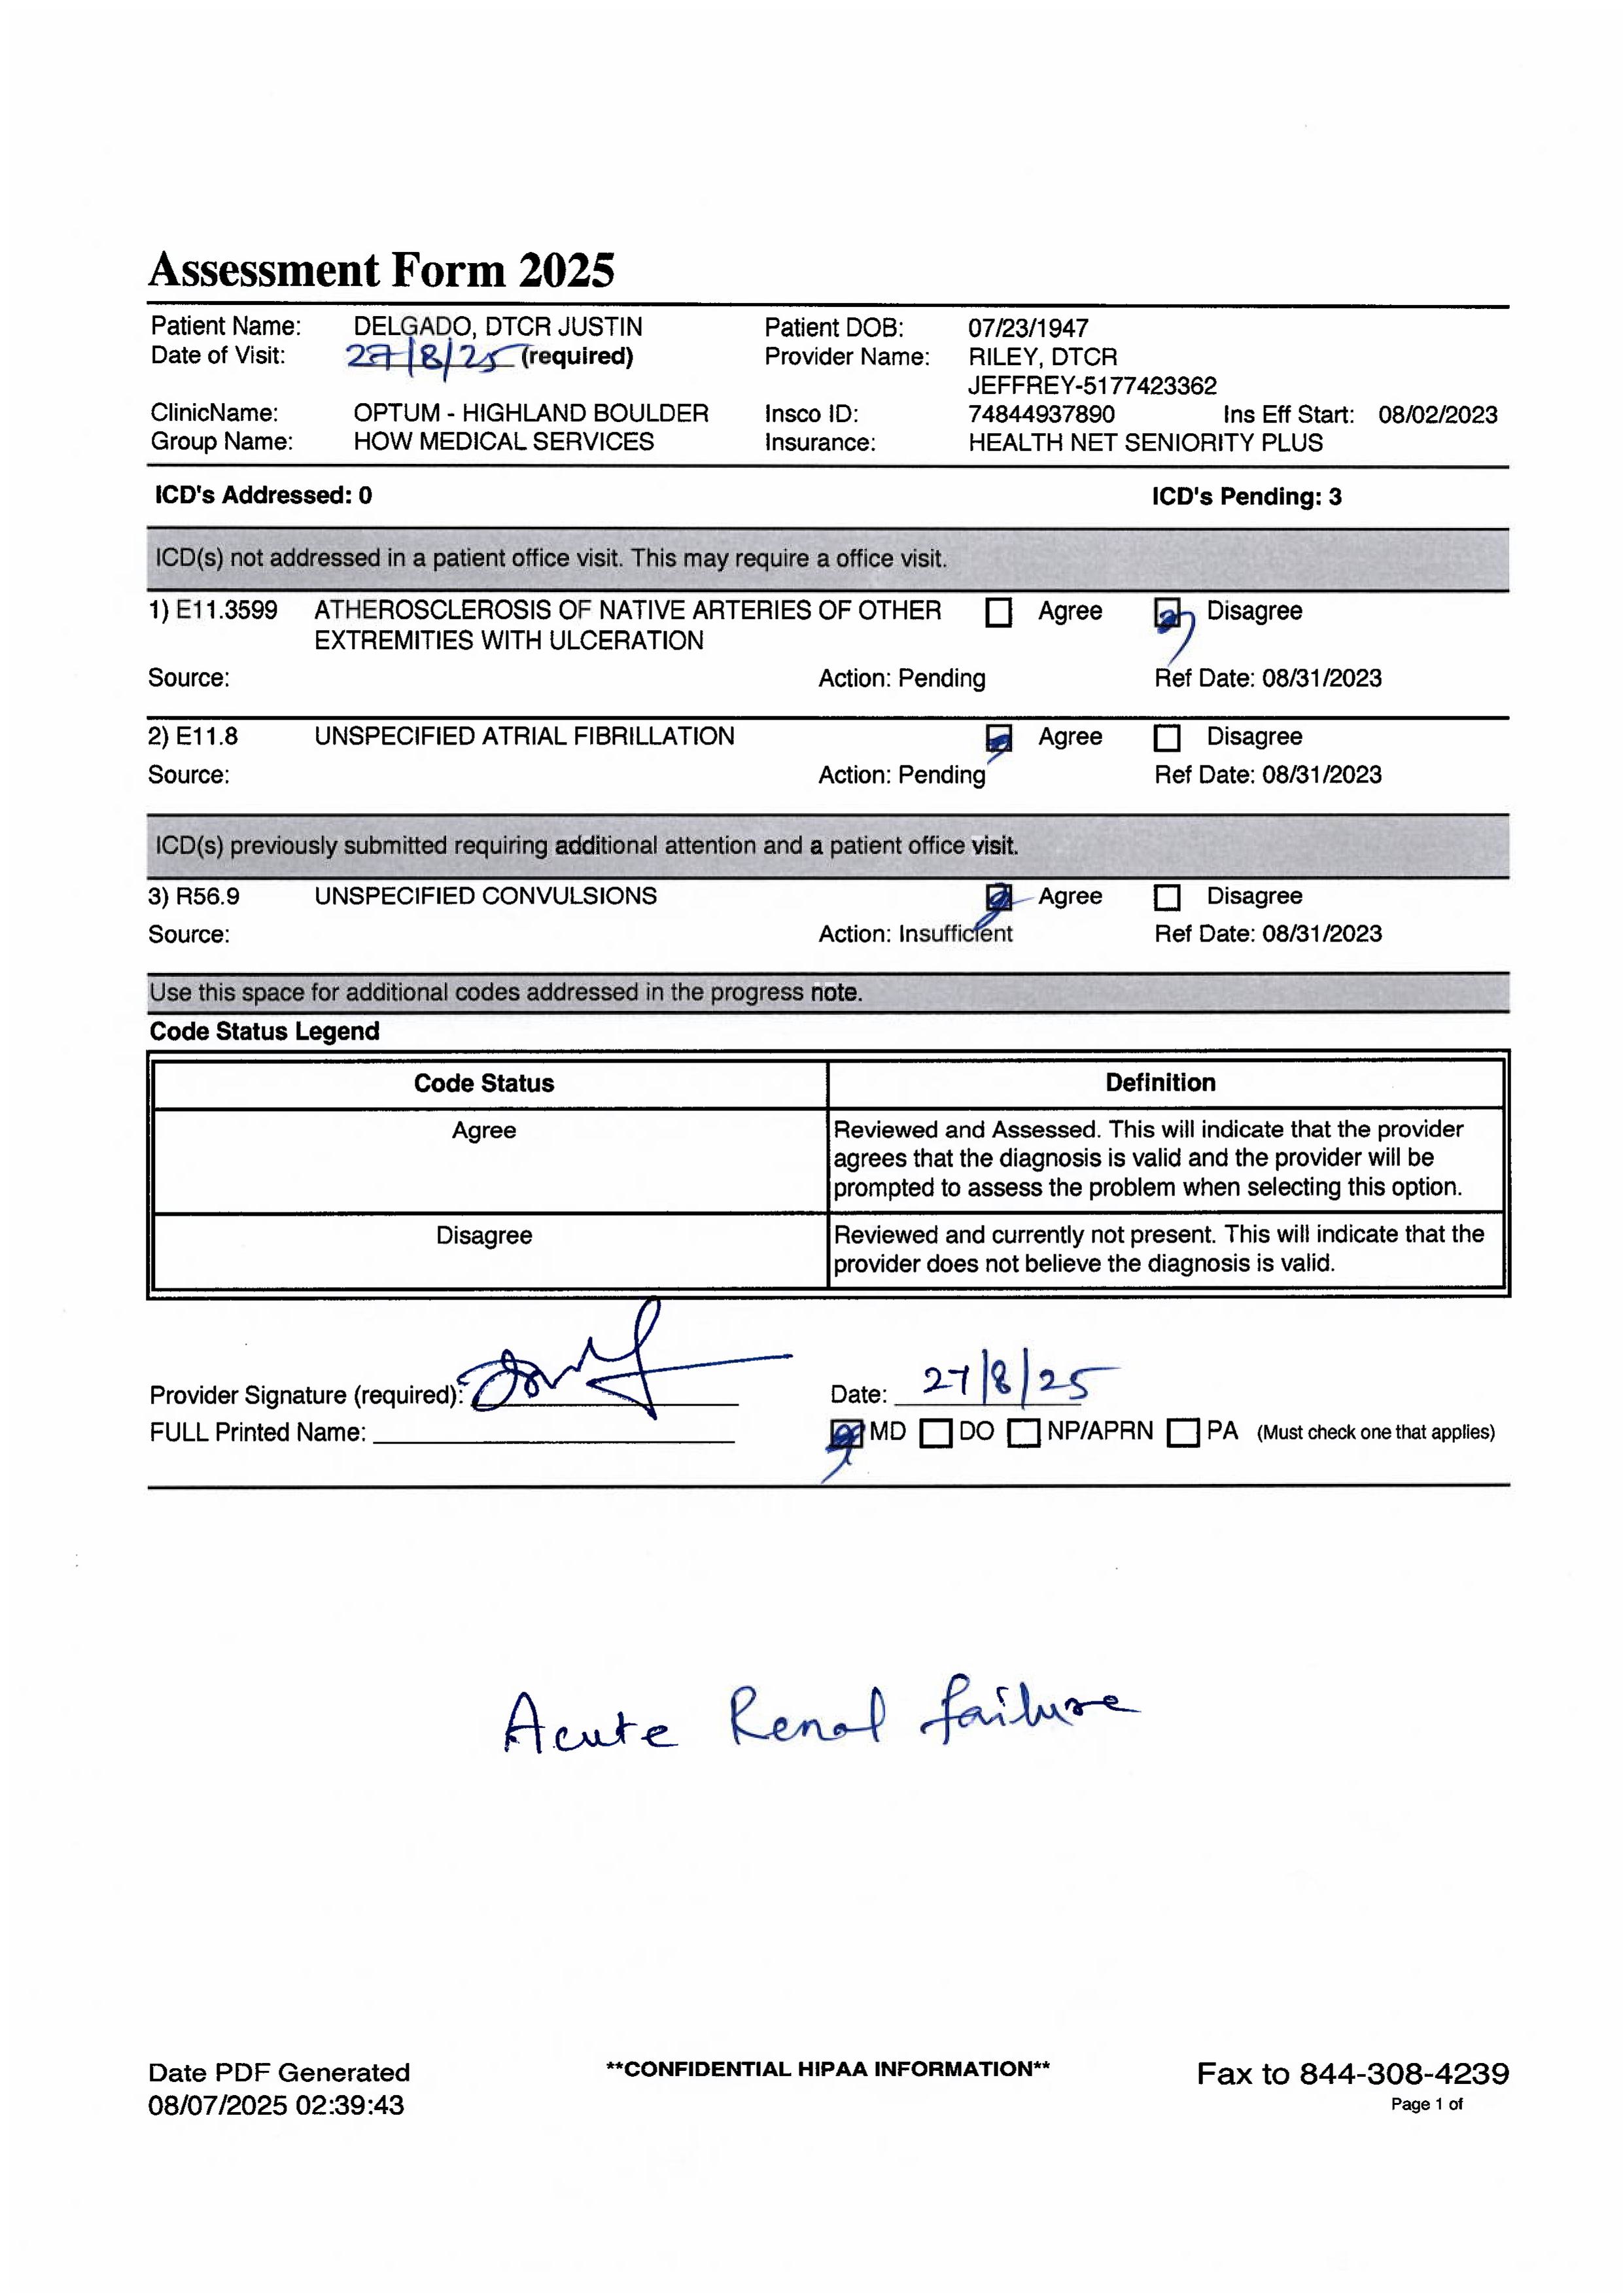 Assessment Form 2025
Patient Name: DELGADO, DTCR JUSTIN Patient DOB: 07/23/1947
Date of Visit: 27/8/25 (required) Provider Name: RILEY, DTCR
JEFFREY-5177423362
ClinicName: OPTUM - HIGHLAND BOULDER Insco ID: 74844937890 Ins Eff Start: 08/02/2023
Group Name: HOW MEDICAL SERVICES Insurance: HEALTH NET SENIORITY PLUS
ICD's Addressed: 0 ICD's Pending: 3
ICD(s) not addressed in a patient office visit. This may require a office visit.
1) E11.3599 ATHEROSCLEROSIS OF NATIVE ARTERIES OF OTHER Agree Disagree
EXTREMITIES WITH ULCERATION
Source: Action: Pending Ref Date: 08/31/2023
2) E11.8 UNSPECIFIED ATRIAL FIBRILLATION Agree Disagree
Source: Action: Pending Ref Date: 08/31/2023
ICD(s) previously submitted requiring additional attention and a patient office visit.
3) R56.9 UNSPECIFIED CONVULSIONS Agree Disagree
Source: Action: Insufficient Ref Date: 08/31/2023
Use this space for additional codes addressed in the progress note.
Code Status Legend
Code Status Definition
Agree Reviewed and Assessed. This will indicate that the provider
agrees that the diagnosis is valid and the provider will be
prompted to assess the problem when selecting this option.
Disagree Reviewed and currently not present. This will indicate that the
provider does not believe the diagnosis is valid.
Provider Signature (required): Date: 27/8/25
FULL Printed Name: MD DO NP/APRN PA (Must check one that applies)
Acute Renal failure
Date PDF Generated **CONFIDENTIAL HIPAA INFORMATION** Fax to 844-308-4239
08/07/2025 02:39:43 Page 1 of